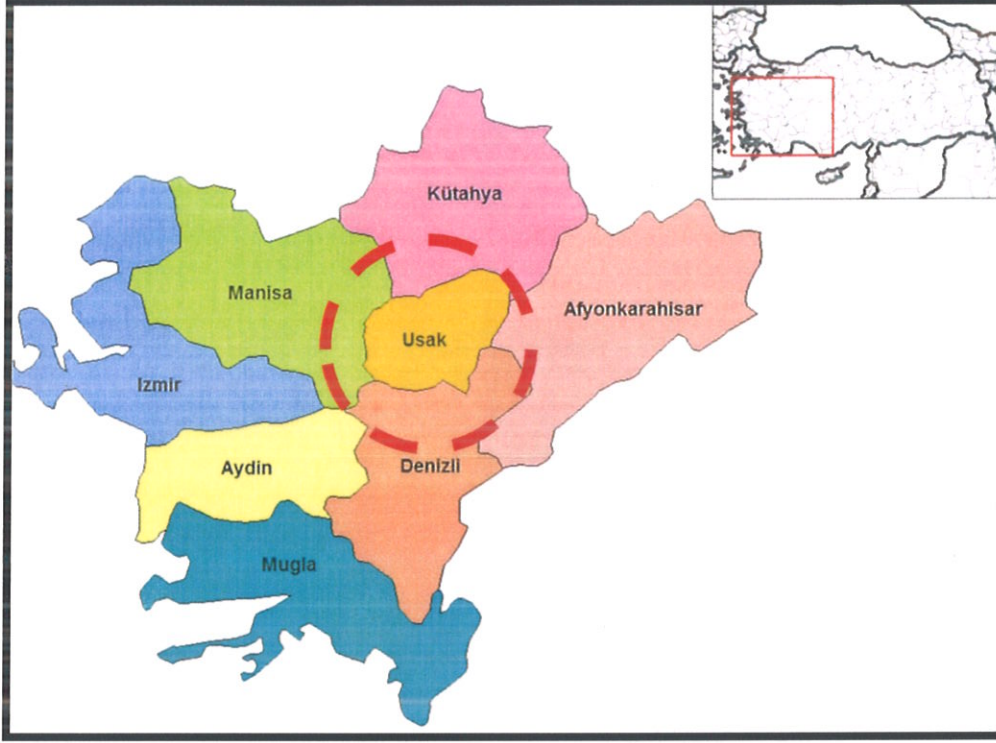 Kütahya
Manisa
Afyonkarahisar
Usak
Izmir
Aydin
Denizli
Mugla